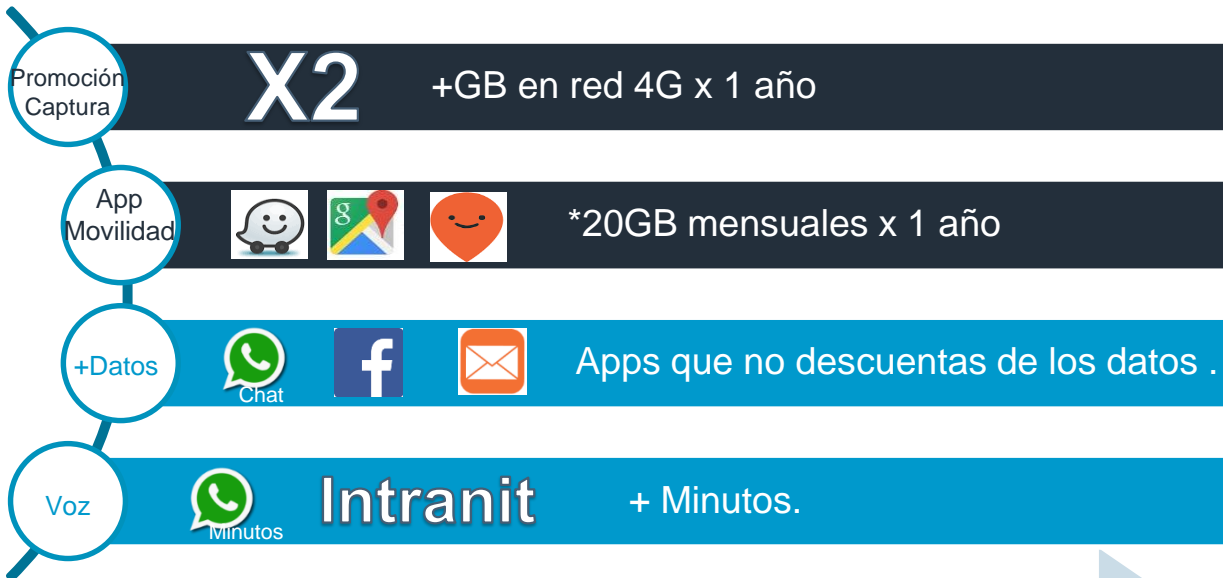 Promoción
Captura
X2
+GB en red 4G x 1 año
App
Movilidad
g
*20GB mensuales x 1 año
+Datos
Chat
f
Apps que no descuentas de los datos .
Voz
Minutos
Intranit
+ Minutos.